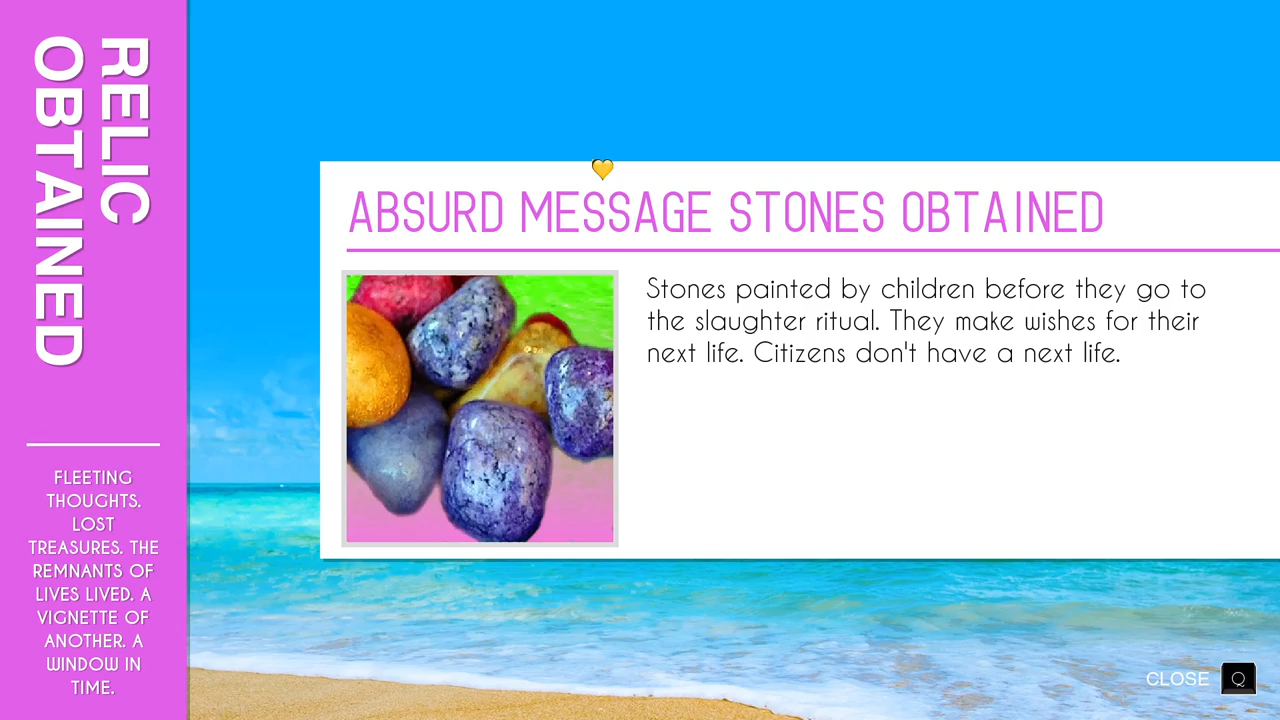 RELIC
OBTAINED
FLEETING
THOUGHTS.
LOST
TREASURES. THE
REMNANTS OF
LIVES LIVED. A
VIGNETTE OF
ANOTHER. A
WINDOW IN
TIME.
ABSURD MESSAGE STONES OBTAINED
Stones painted by children before they go to
the slaughter ritual. They make wishes for their
next life. Citizens don't have a next life.
CLOSE Q